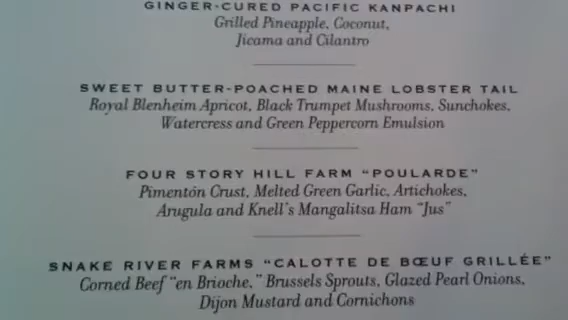 GINGER-CURED PACIFIC KANPACHI
Grilled Pineapple, Coconut,
Jicama and Cilantro
SWEET BUTTER-POACHED MAINE LOBSTER TAIL
Royal Blenheim Apricot, Black Trumpet Mushrooms, Sunchokes,
Watercress and Green Peppercorn Emulsion
FOUR STORY HILL FARM "POULARDE"
Pimentón Crust, Melted Green Garlic, Artichokes,
Arugula and Knell's Mangalitsa Ham "Jus"
SNAKE RIVER FARMS "CALOTTE DE BŒUF GRILLÉE"
Corned Beef "en Brioche," Brussels Sprouts, Glazed Pearl Onions,
Dijon Mustard and Cornichons